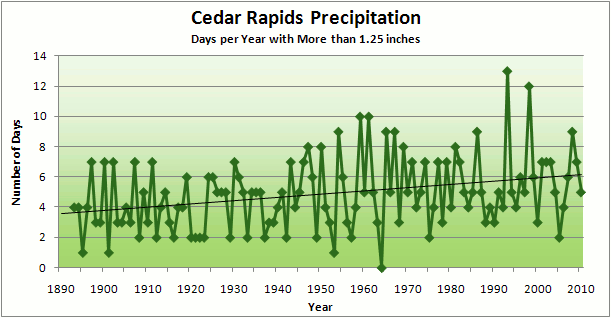 Cedar Rapids Precipitation
Days per Year with More than 1.25 inches
Number of Days
14
12
10
8
6
4
2
0
1890 1900 1910 1920 1930 1940 1950 1960 1970 1980 1990 2000 2010
Year